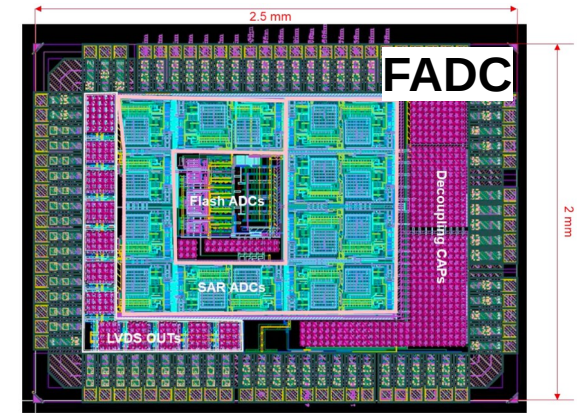 2.5 mm
FADC
Flash ADCs
Decoupling CAPs
2 mm
SAR ADCs
LVDS OUTs